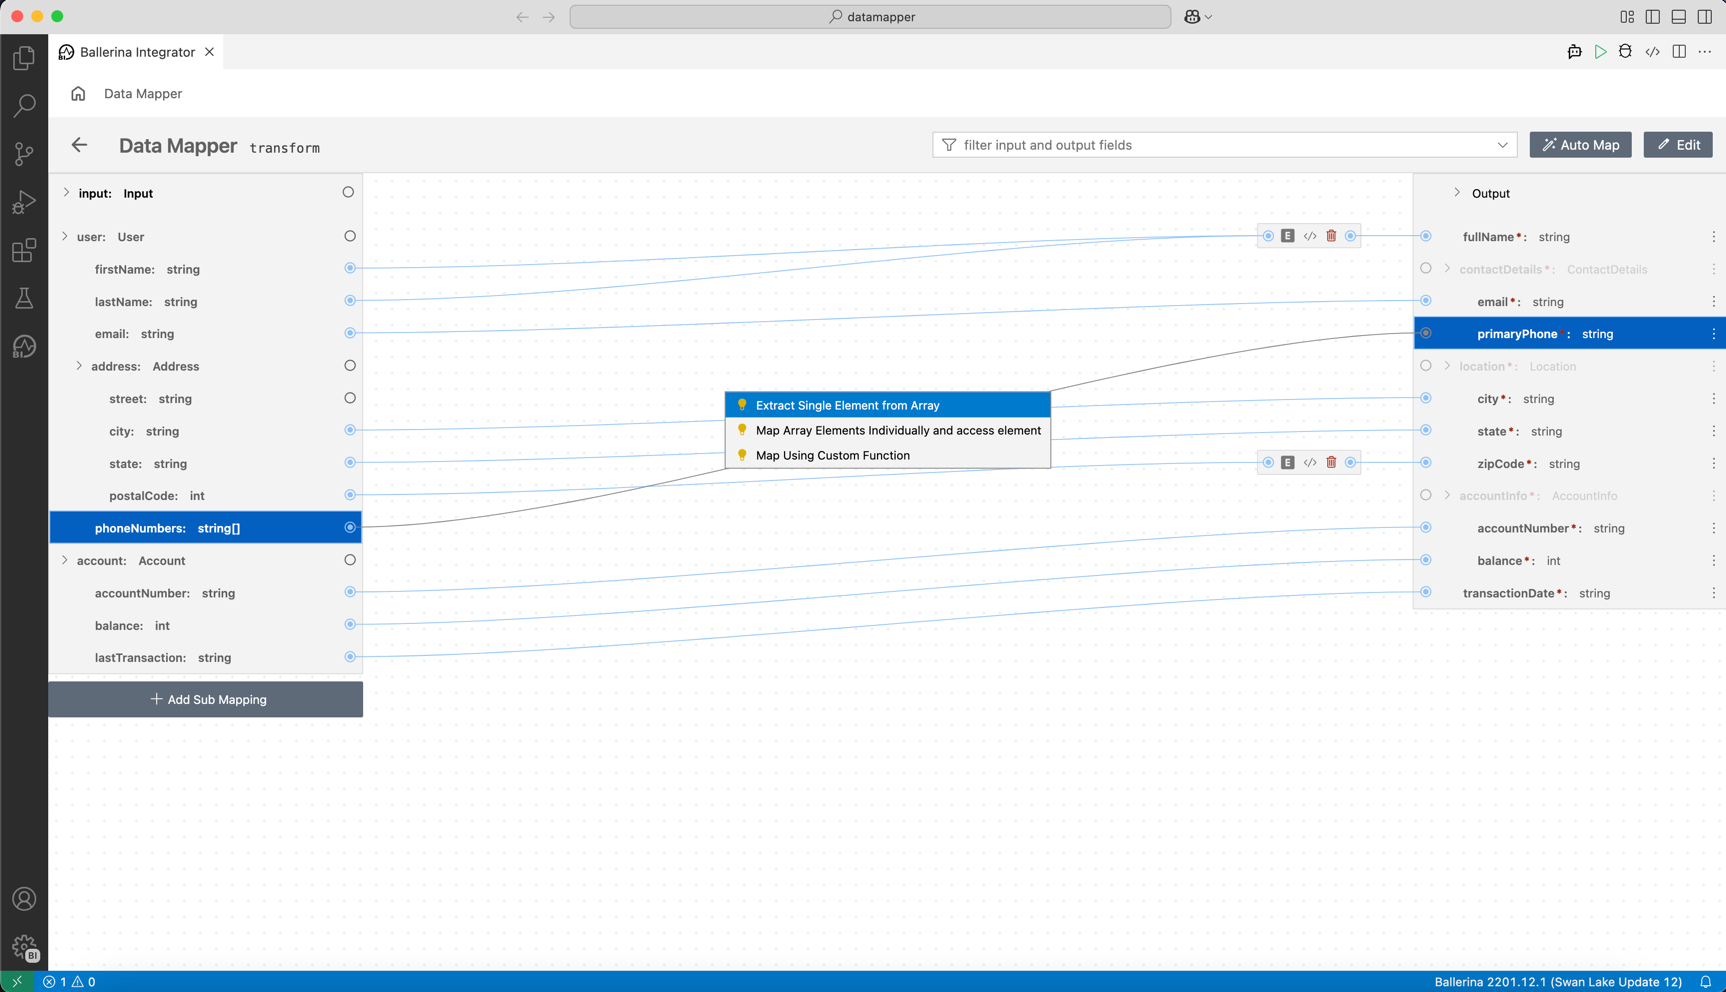 datamapper
Ballerina Integrator
Data Mapper
Data Mapper transform
filter input and output fields
Auto Map
Edit
input: Input
user: User
firstName: string
lastName: string
email: string
address: Address
street: string
city: string
state: string
postalCode: int
phoneNumbers: string[]
account: Account
accountNumber: string
balance: int
lastTransaction: string
Add Sub Mapping
Extract Single Element from Array
Map Array Elements Individually and access element
Map Using Custom Function
E
E
Output
fullName*: string
contactDetails*: ContactDetails
email*: string
primaryPhone*: string
location*: Location
city*: string
state*: string
zipCode*: string
accountInfo*: AccountInfo
accountNumber*: string
balance*: int
transactionDate*: string
BI
BI
1 0
Ballerina 2201.12.1 (Swan Lake Update 12)